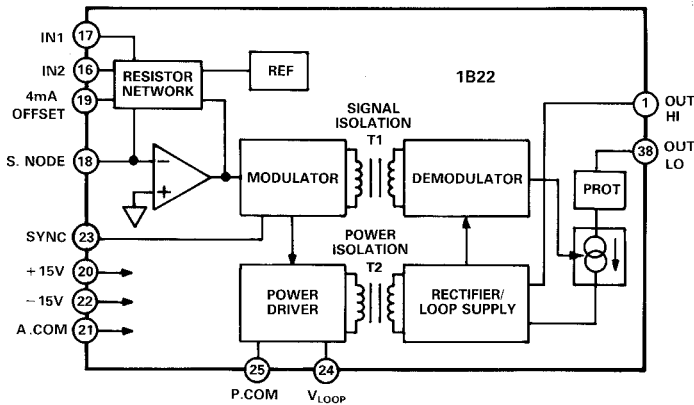 IN1
17
IN2
16
4mA
OFFSET
19
RESISTOR
NETWORK
REF
1B22
1
OUT
HI
SIGNAL
ISOLATION
T1
38
OUT
LO
S. NODE
18
−
+
MODULATOR
DEMODULATOR
PROT
SYNC
23
POWER
ISOLATION
T2
+15V
20
−15V
22
A.COM
21
POWER
DRIVER
RECTIFIER/
LOOP SUPPLY
25
P.COM
24
VLOOP